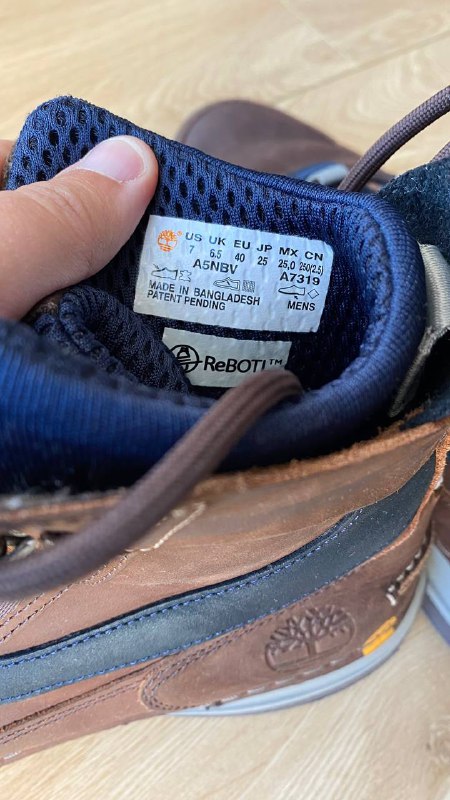 US UK EU JP MX CN
7 6.5 40 25 25.0 250(2.5)
A5NBV A7319
MADE IN BANGLADESH
PATENT PENDING MENS
ReBOTL™